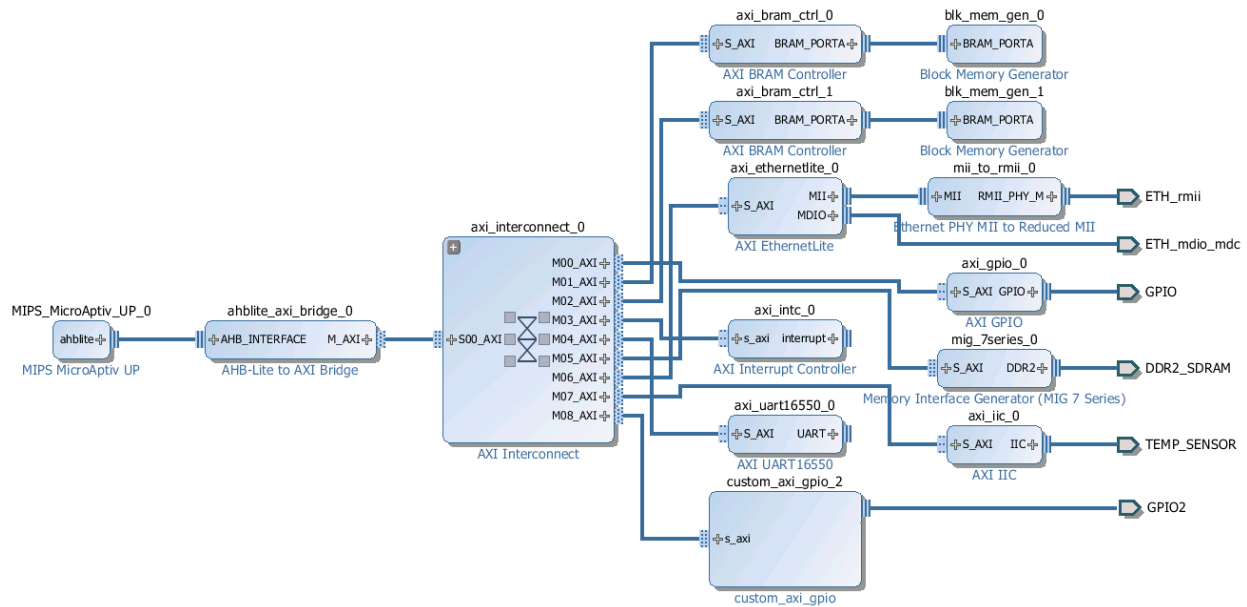 axi_bram_ctrl_0
S_AXI BRAM_PORTA
AXI BRAM Controller
blk_mem_gen_0
BRAM_PORTA
Block Memory Generator
axi_bram_ctrl_1
S_AXI BRAM_PORTA
AXI BRAM Controller
blk_mem_gen_1
BRAM_PORTA
Block Memory Generator
axi_ethernetlite_0
S_AXI
MII
MDIO
AXI EthernetLite
mii_to_rmii_0
MII RMII_PHY_M
Ethernet PHY MII to Reduced MII
ETH_rmii
ETH_mdio_mdc
axi_interconnect_0
S00_AXI
M00_AXI
M01_AXI
M02_AXI
M03_AXI
M04_AXI
M05_AXI
M06_AXI
M07_AXI
M08_AXI
AXI Interconnect
MIPS_MicroAptiv_UP_0
ahblite
MIPS MicroAptiv UP
ahblite_axi_bridge_0
AHB_INTERFACE M_AXI
AHB-Lite to AXI Bridge
axi_gpio_0
S_AXI GPIO
AXI GPIO
GPIO
axi_intc_0
s_axi interrupt
AXI Interrupt Controller
mig_7series_0
S_AXI DDR2
Memory Interface Generator (MIG 7 Series)
DDR2_SDRAM
axi_uart16550_0
S_AXI UART
AXI UART16550
axi_iic_0
S_AXI IIC
AXI IIC
TEMP_SENSOR
custom_axi_gpio_2
s_axi
custom_axi_gpio
GPIO2